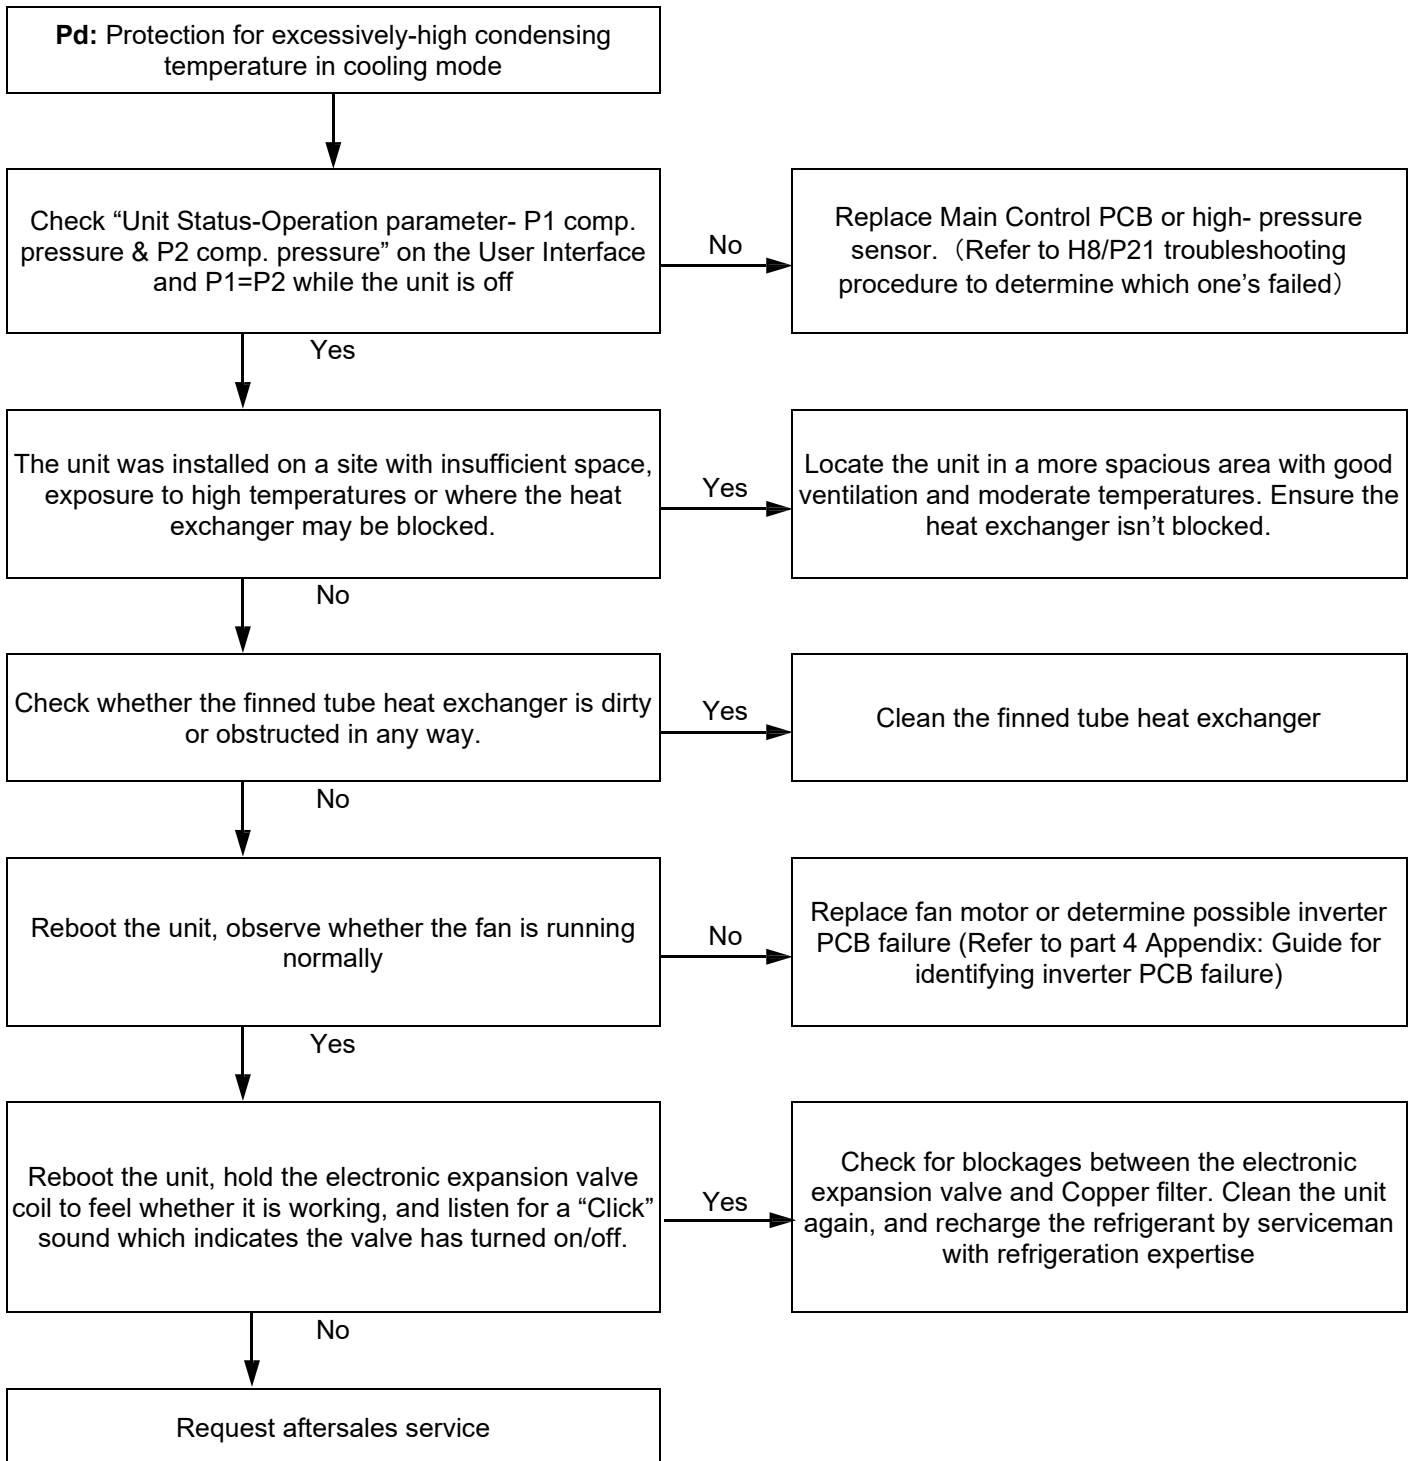 Pd: Protection for excessively-high condensing
temperature in cooling mode
Check “Unit Status-Operation parameter- P1 comp.
pressure & P2 comp. pressure” on the User Interface
and P1=P2 while the unit is off
No
Replace Main Control PCB or high- pressure
sensor.（Refer to H8/P21 troubleshooting
procedure to determine which one’s failed）
Yes
The unit was installed on a site with insufficient space,
exposure to high temperatures or where the heat
exchanger may be blocked.
Yes
Locate the unit in a more spacious area with good
ventilation and moderate temperatures. Ensure the
heat exchanger isn’t blocked.
No
Check whether the finned tube heat exchanger is dirty
or obstructed in any way.
Yes
Clean the finned tube heat exchanger
No
Reboot the unit, observe whether the fan is running
normally
No
Replace fan motor or determine possible inverter
PCB failure (Refer to part 4 Appendix: Guide for
identifying inverter PCB failure)
Yes
Reboot the unit, hold the electronic expansion valve
coil to feel whether it is working, and listen for a “Click”
sound which indicates the valve has turned on/off.
Yes
Check for blockages between the electronic
expansion valve and Copper filter. Clean the unit
again, and recharge the refrigerant by serviceman
with refrigeration expertise
No
Request aftersales service